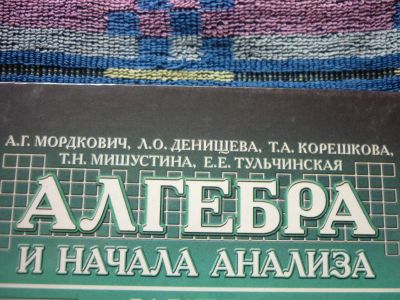 А.Г. МОРДКОВИЧ, Л.О. ДЕНИЩЕВА, Т.А. КОРЕШКОВА,
Т.Н. МИШУСТИНА, Е.Е. ТУЛЬЧИНСКАЯ
АЛГЕБРА
И НАЧАЛА АНАЛИЗА